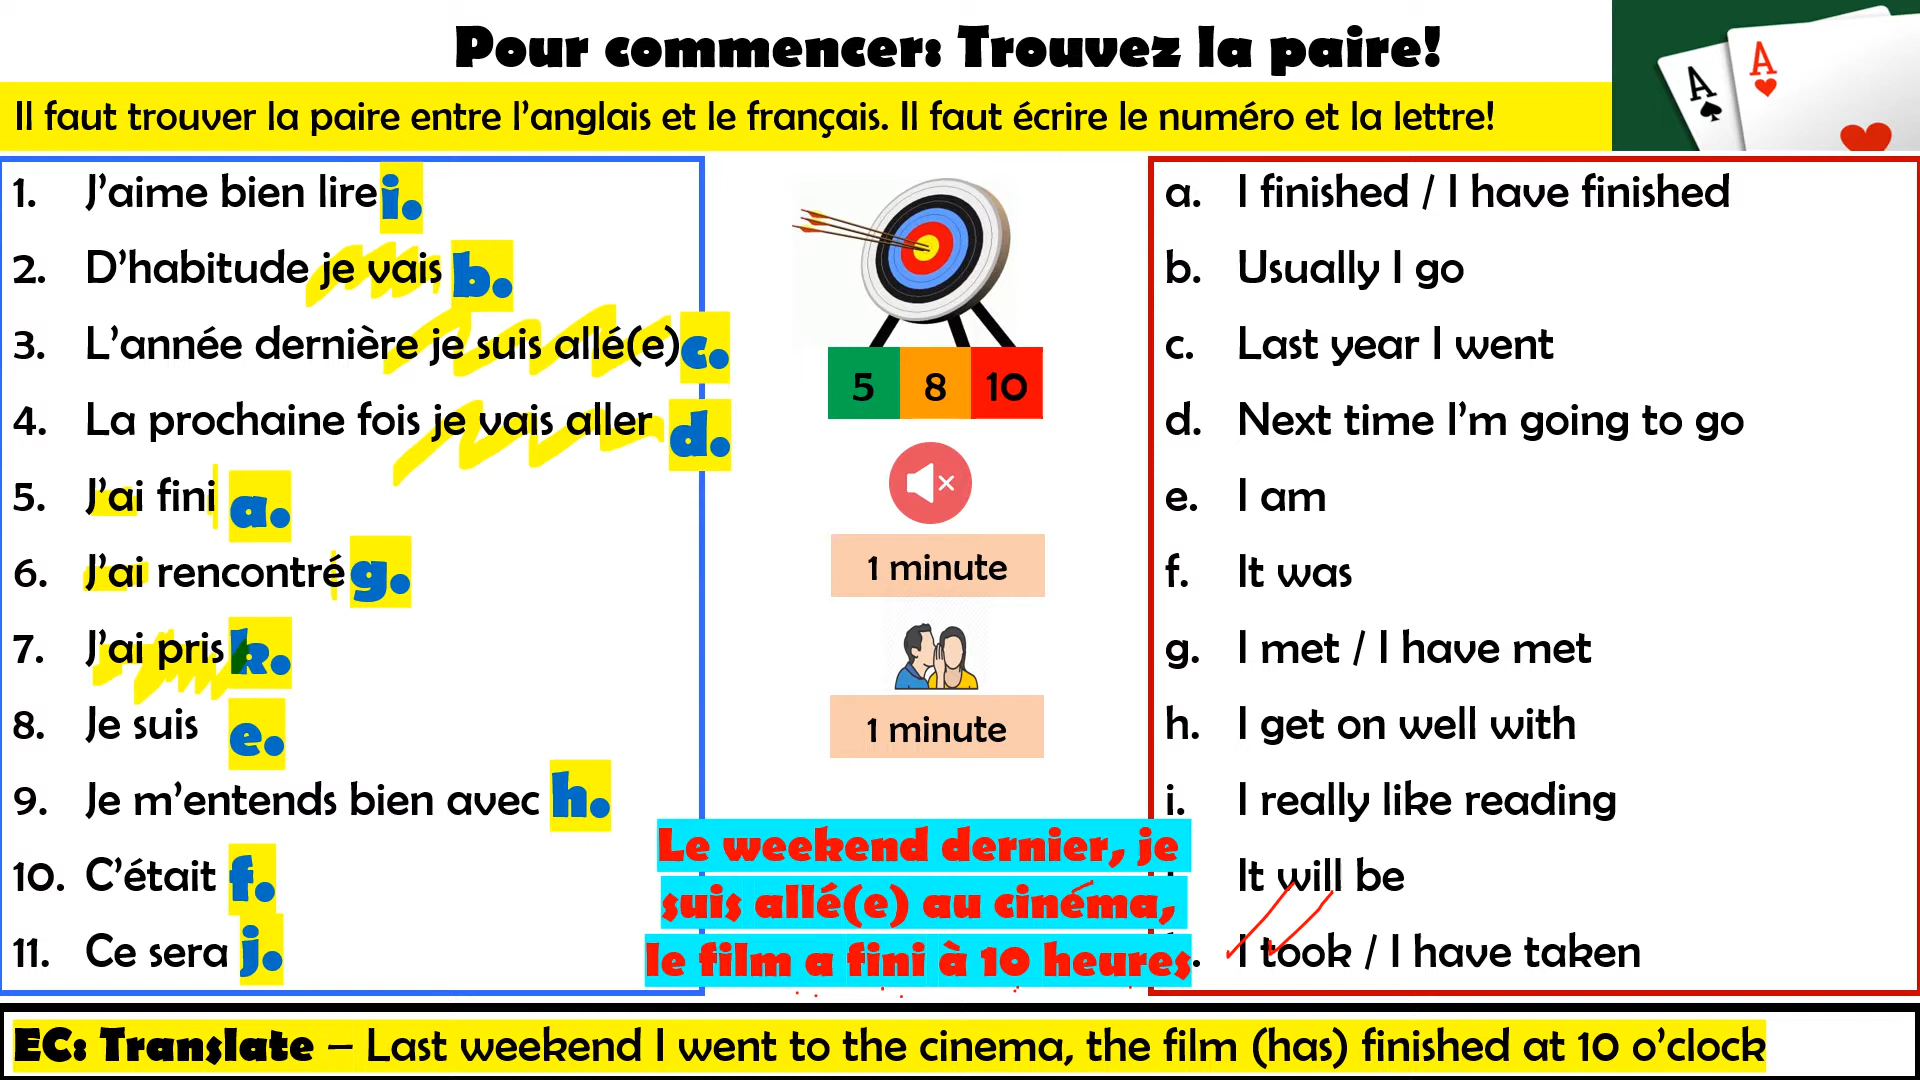 Pour commencer: Trouvez la paire!
Il faut trouver la paire entre l'anglais et le français. Il faut écrire le numéro et la lettre!
A
A
1. J'aime bien lire i.
2. D'habitude je vais b.
3. L'année dernière je suis allé(e) c.
4. La prochaine fois je vais aller d.
5. J'ai fini a.
6. J'ai rencontré g.
7. J'ai pris k.
8. Je suis e.
9. Je m'entends bien avec h.
10. C'était f.
11. Ce sera j.
5 8 10
1 minute
1 minute
Le weekend dernier, je
suis allé(e) au cinéma,
le film a fini à 10 heures
a. I finished / I have finished
b. Usually I go
c. Last year I went
d. Next time I'm going to go
e. I am
f. It was
g. I met / I have met
h. I get on well with
i. I really like reading
It will be
I took / I have taken
EC: Translate – Last weekend I went to the cinema, the film (has) finished at 10 o'clock